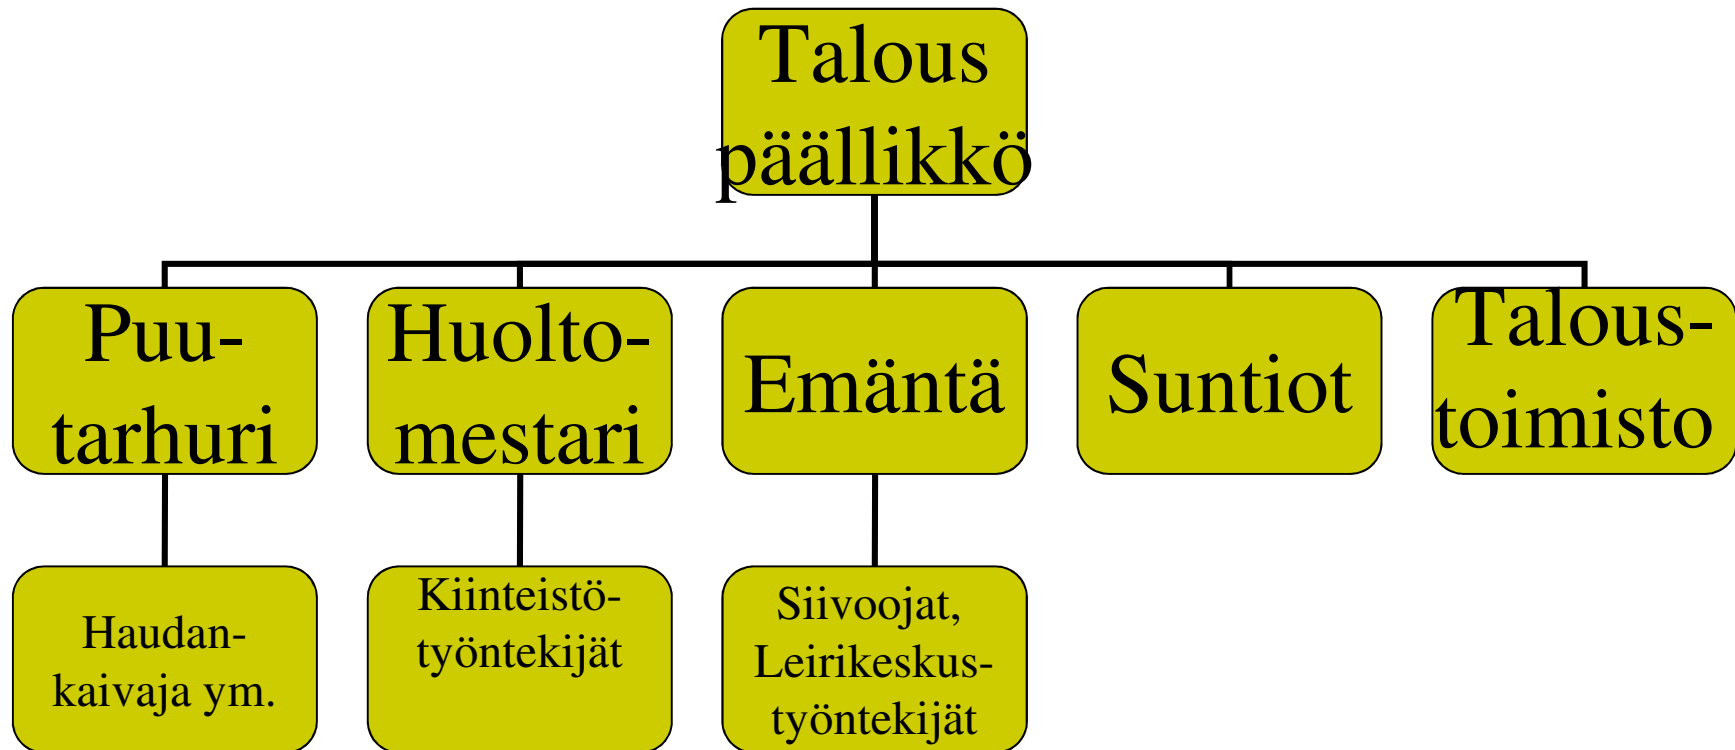 Talous
päällikkö
Puu-
tarhuri
Huolto-
mestari
Emäntä
Suntiot
Talous-
toimisto
Haudan-
kaivaja ym.
Kiinteistö-
työntekijät
Siivoojat,
Leirikeskus-
työntekijät